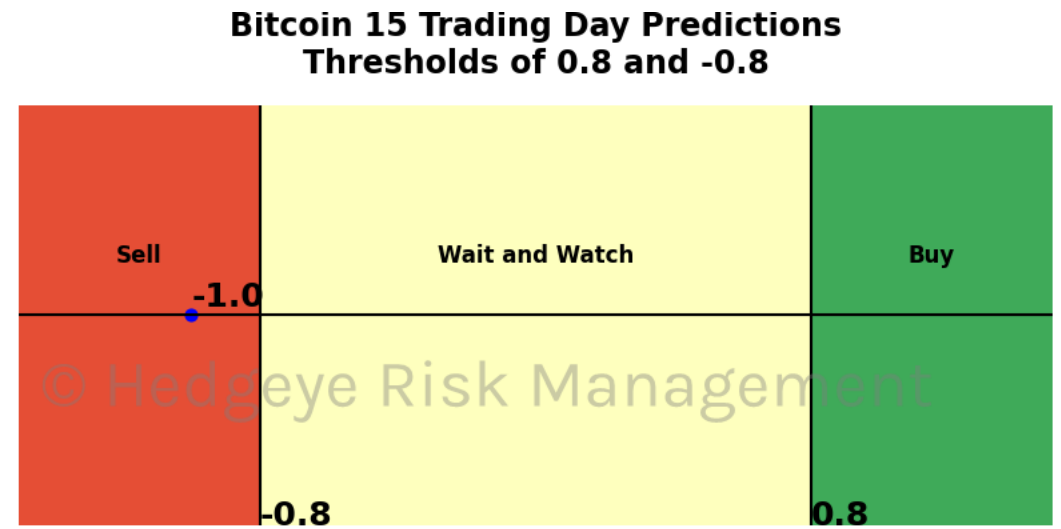 Bitcoin 15 Trading Day Predictions
Thresholds of 0.8 and -0.8
Sell
Wait and Watch
Buy
-1.0
© Hedgeye Risk Management
-0.8
0.8